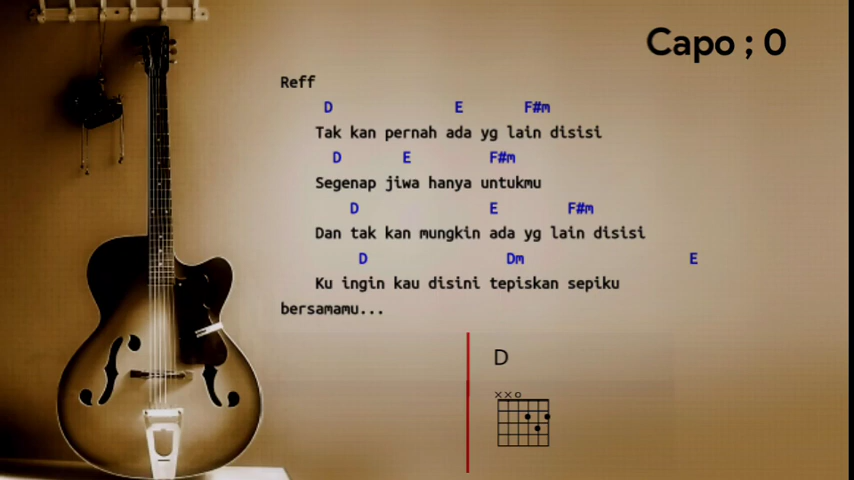 Capo ; 0
Reff
D E F#m
Tak kan pernah ada yg lain disisi
D E F#m
Segenap jiwa hanya untukmu
D E F#m
Dan tak kan mungkin ada yg lain disisi
D Dm E
Ku ingin kau disini tepiskan sepiku
bersamamu...
D
xxo